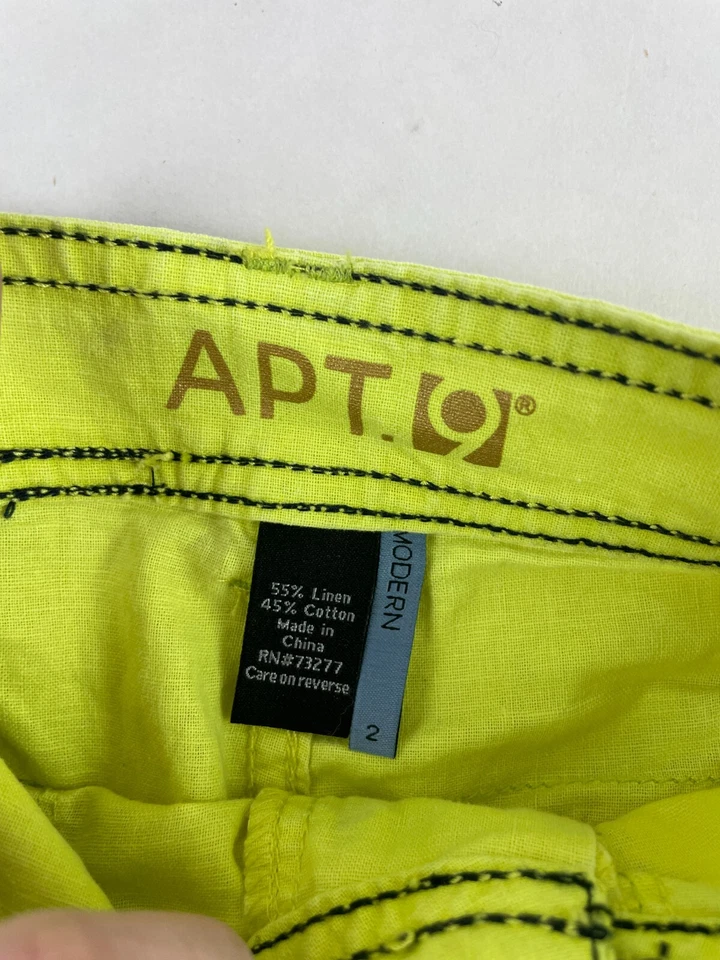 APT.9®
55% Linen
45% Cotton
Made in
China
RN#73277
Care on reverse
MODERN
2